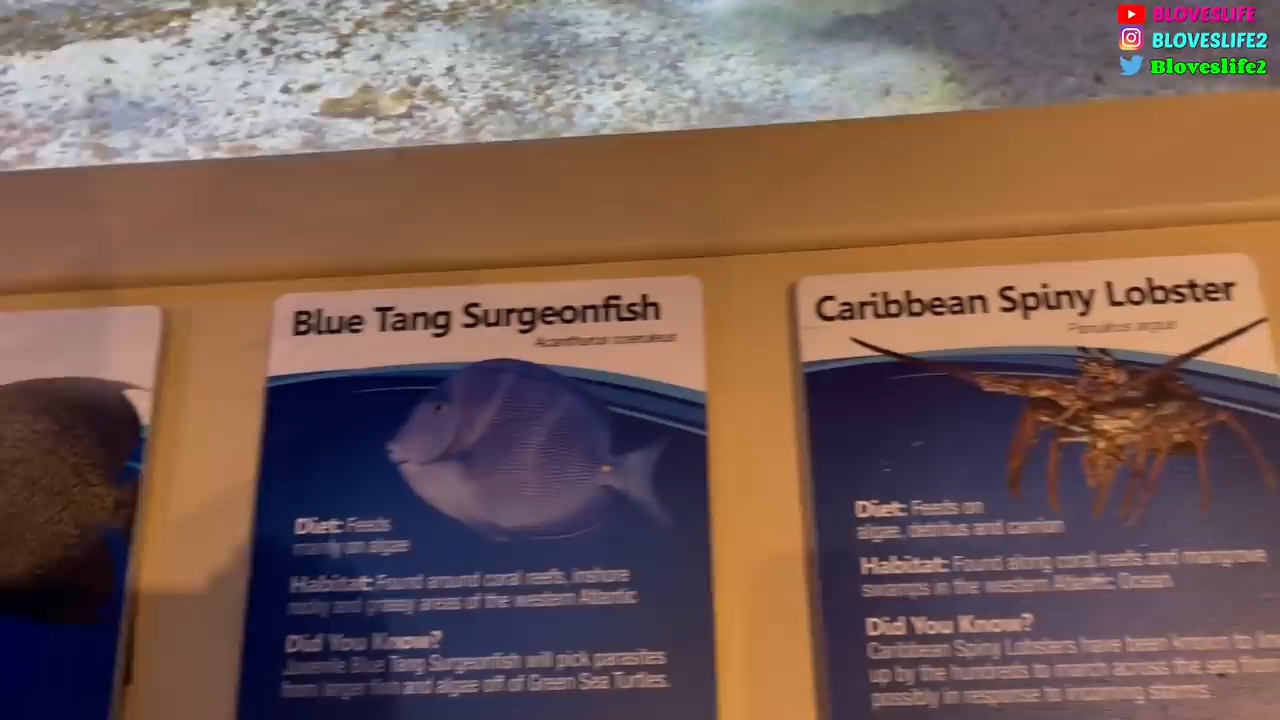 BLOVESLIFE
BLOVESLIFE2
Bloveslife2
Blue Tang Surgeonfish
Acanthurus coeruleus
Diet: Feeds
mostly on algae
Habitat: Found around coral reefs, inshore
rocky and grassy areas of the western Atlantic
Did You Know?
Juvenile Blue Tang Surgeonfish will pick parasites
from larger fish and algae off of Green Sea Turtles.
Caribbean Spiny Lobster
Panulirus argus
Diet: Feeds on
algae, detritus and carrion
Habitat: Found along coral reefs and mangrove
swamps in the western Atlantic Ocean
Did You Know?
Caribbean Spiny Lobsters have been known to
up by the hundreds to march across the sea
possibly in response to incoming storms.